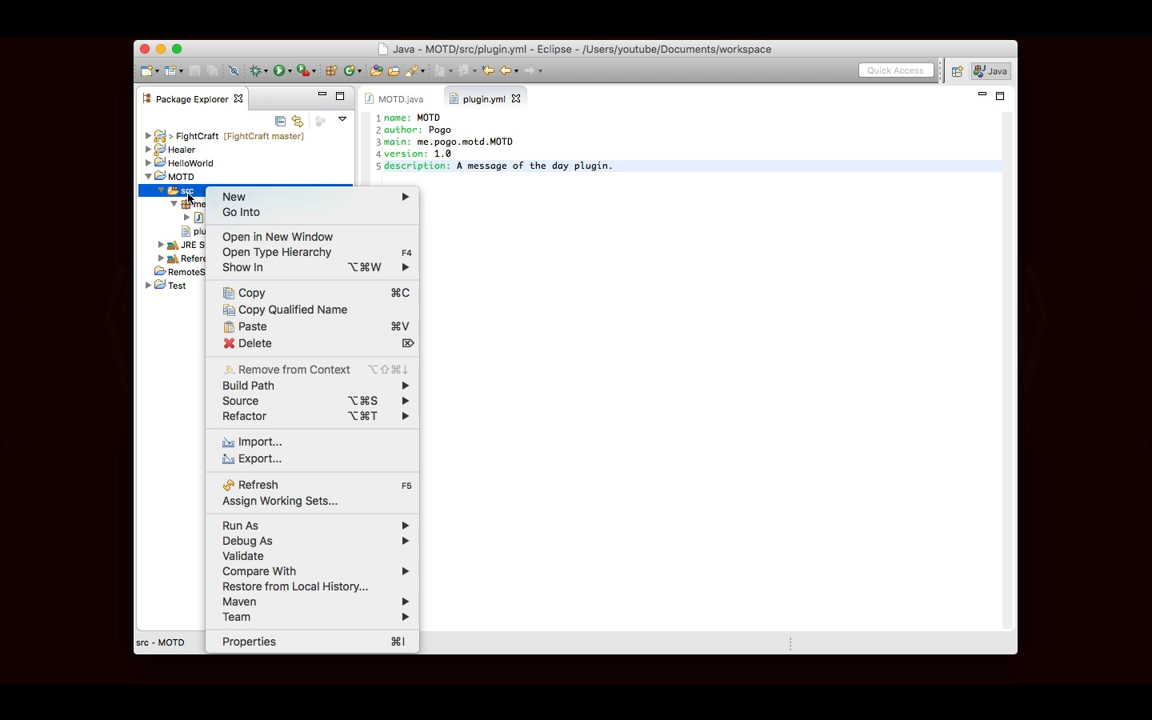 Java - MOTD/src/plugin.yml - Eclipse - /Users/youtube/Documents/workspace
Quick Access
Java
Package Explorer
MOTD.java
plugin.yml
> FightCraft [FightCraft master]
Healer
HelloWorld
MOTD
src
me
plu
JRE S
Refere
RemoteS
Test
1 name: MOTD
2 author: Pogo
3 main: me.pogo.motd.MOTD
4 version: 1.0
5 description: A message of the day plugin.
New
Go Into
Open in New Window
Open Type Hierarchy F4
Show In ⌥⌘W
Copy ⌘C
Copy Qualified Name
Paste ⌘V
Delete ⌦
Remove from Context ⌥⇧⌘↓
Build Path
Source ⌥⌘S
Refactor ⌥⌘T
Import...
Export...
Refresh F5
Assign Working Sets...
Run As
Debug As
Validate
Compare With
Restore from Local History...
Maven
Team
Properties ⌘I
src - MOTD